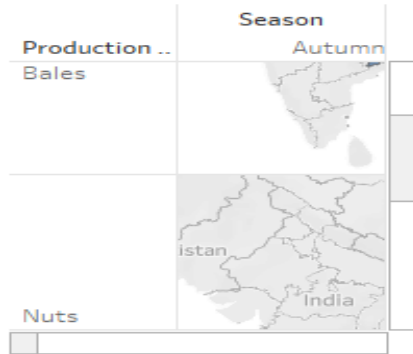 Season
Production ..
Autumn
Bales
istan
India
Nuts